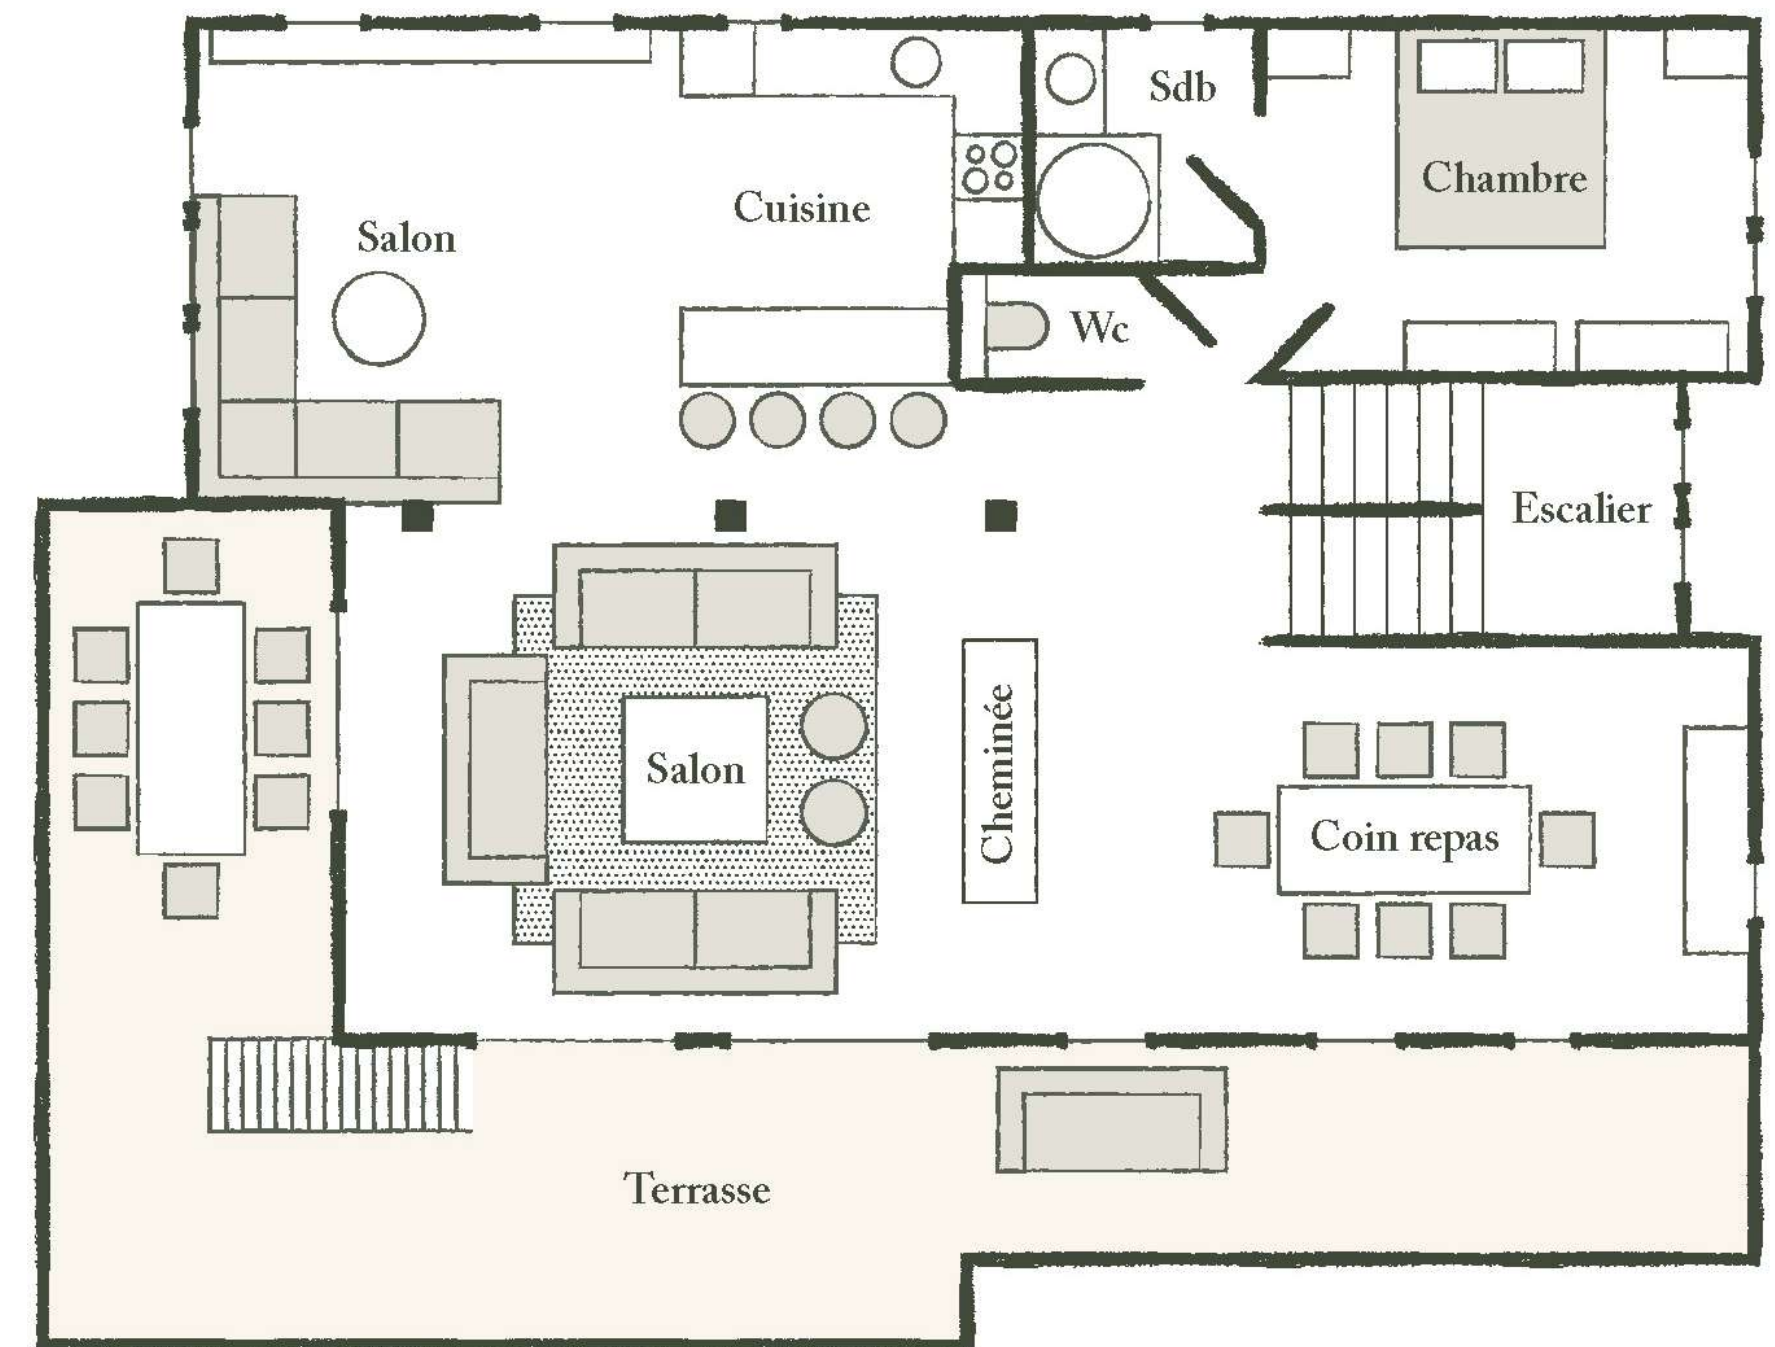 Sdb
Chambre
Cuisine
Salon
Wc
Escalier
Salon
Cheminée
Coin repas
Terrasse